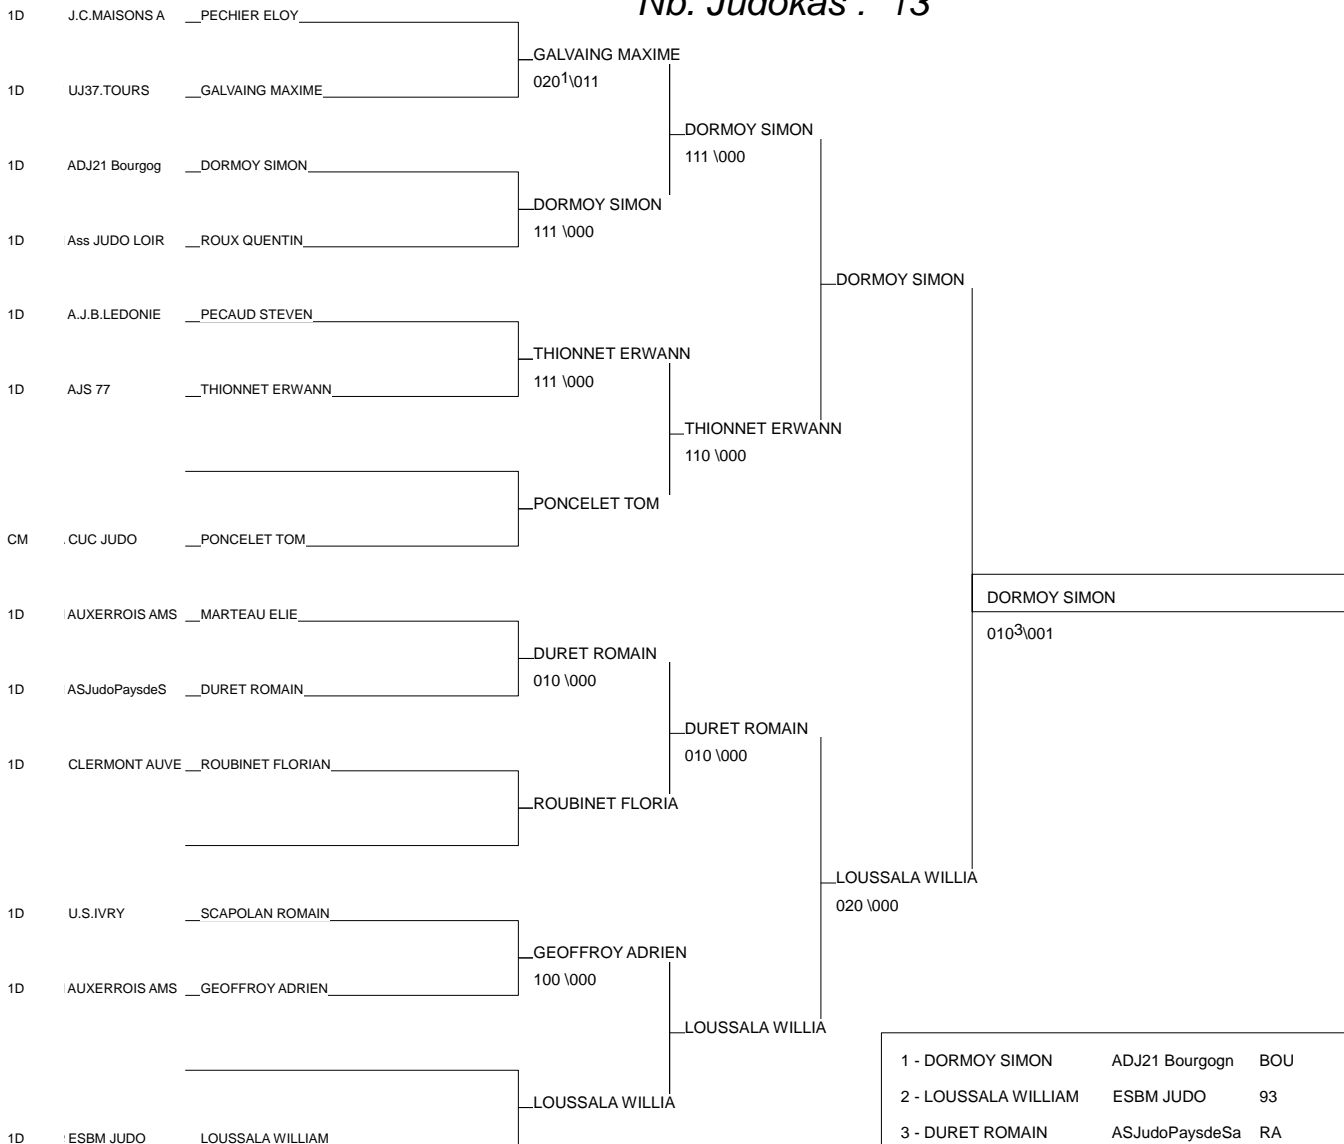 Nb. Judokas : 13
1D J.C.MAISONS A PECHIER ELOY
GALVAING MAXIME
0201\011
1D UJ37.TOURS GALVAING MAXIME
DORMOY SIMON
111 \000
1D ADJ21 Bourgog DORMOY SIMON
DORMOY SIMON
111 \000
1D Ass JUDO LOIR ROUX QUENTIN
DORMOY SIMON
1D A.J.B.LEDONIE PECAUD STEVEN
THIONNET ERWANN
111 \000
1D AJS 77 THIONNET ERWANN
THIONNET ERWANN
110 \000
PONCELET TOM
CM CUC JUDO PONCELET TOM
DORMOY SIMON
0103\001
1D AUXERROIS AMS MARTEAU ELIE
DURET ROMAIN
010 \000
1D ASJudoPaysdeS DURET ROMAIN
DURET ROMAIN
010 \000
1D CLERMONT AUVE ROUBINET FLORIAN
ROUBINET FLORIA
LOUSSALA WILLIA
020 \000
1D U.S.IVRY SCAPOLAN ROMAIN
GEOFFROY ADRIEN
100 \000
1D AUXERROIS AMS GEOFFROY ADRIEN
LOUSSALA WILLIA
LOUSSALA WILLIA
1D ESBM JUDO LOUSSALA WILLIAM
1 - DORMOY SIMON ADJ21 Bourgogn BOU
2 - LOUSSALA WILLIAM ESBM JUDO 93
3 - DURET ROMAIN ASJudoPaysdeSa RA